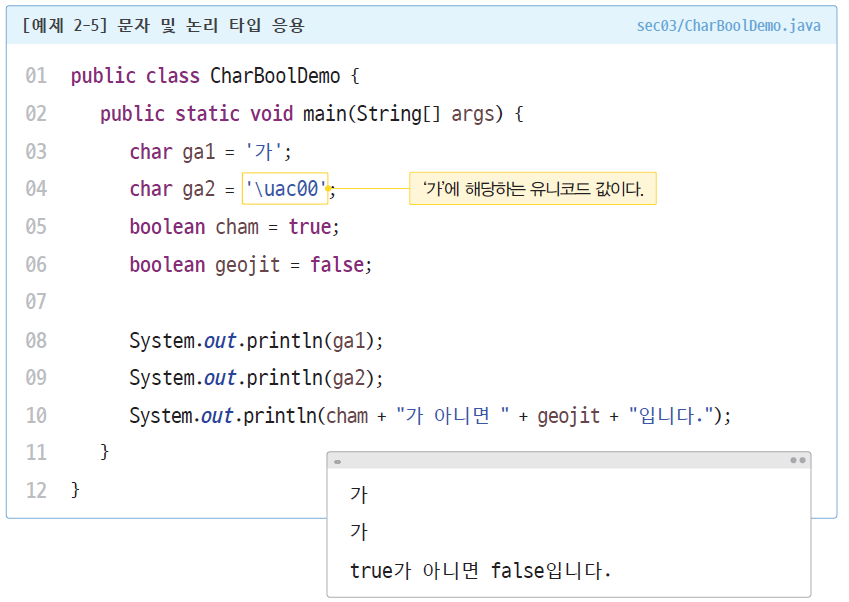 [예제 2-5] 문자 및 논리 타입 응용 sec03/CharBoolDemo.java
01 public class CharBoolDemo {
02 public static void main(String[] args) {
03 char ga1 = '가';
04 char ga2 = '\uac00'; '가'에 해당하는 유니코드 값이다.
05 boolean cham = true;
06 boolean geojit = false;
07
08 System.out.println(ga1);
09 System.out.println(ga2);
10 System.out.println(cham + "가 아니면 " + geojit + "입니다.");
11 }
12 }
가
가
true가 아니면 false입니다.